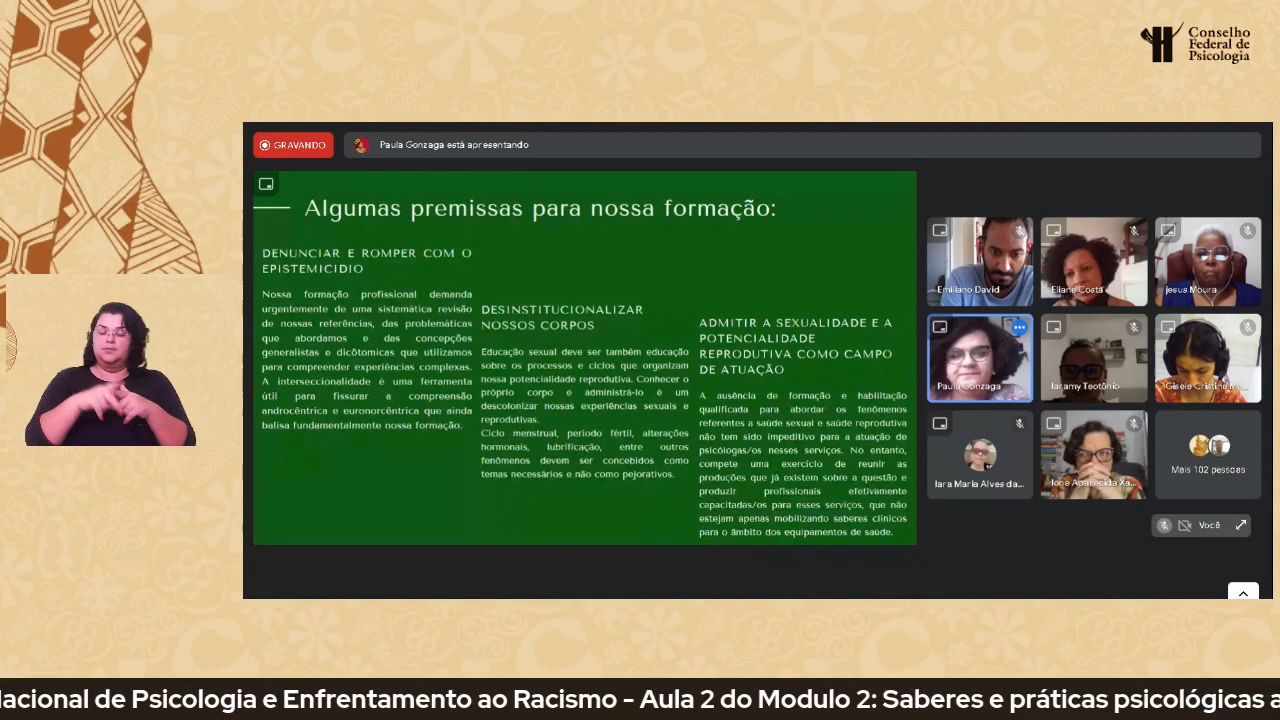 Conselho
Federal de
Psicologia
GRAVANDO
Paula Gonzaga está apresentando
Algumas premissas para nossa formação:
DENUNCIAR E ROMPER COM O
EPISTEMICIDIO
Nossa formação profissional demanda
urgentemente de uma sistemática revisão
de nossas referências, das problemáticas
que abordamos e das concepções
generalistas e dicôtomicas que utilizamos
para compreender experiências complexas.
A interseccionalidade é uma ferramenta
útil para fissurar a compreensão
androcêntrica e euronorcêntrica que ainda
balisa fundamentalmente nossa formação.
DESINSTITUCIONALIZAR
NOSSOS CORPOS
Educação sexual deve ser também educação
sobre os processos e ciclos que organizam
nossa potencialidade reprodutiva. Conhecer o
próprio corpo e administrá-lo é um
descolonizar nossas experiências sexuais e
reprodutivas.
Ciclo menstrual, período fértil, alterações
hormonais, lubrificação, entre outros
fenômenos devem ser concebidos como
temas necessários e não como pejorativos.
ADMITIR A SEXUALIDADE E A
POTENCIALIDADE
REPRODUTIVA COMO CAMPO
DE ATUAÇÃO
A ausência de formação e habilitação
qualificada para abordar os fenômenos
referentes a saúde sexual e saúde reprodutiva
não tem sido impeditivo para a atuação de
psicólogas/os nesses serviços. No entanto,
compete uma exercício de reunir as
produções que já existem sobre a questão e
produzir profissionais efetivamente
capacitadas/os para esses serviços, que não
estejam apenas mobilizando saberes clínicos
para o âmbito dos equipamentos de saúde.
Emiliano David
Eliane Costa
jesus Moura
Paula Gonzaga
Iaramy Teotônio
Gisele Cristine Mo...
Iara Maria Alves da...
Ione Aparecida Xa...
Mais 102 pessoas
Você
Nacional de Psicologia e Enfrentamento ao Racismo - Aula 2 do Modulo 2: Saberes e práticas psicológicas a